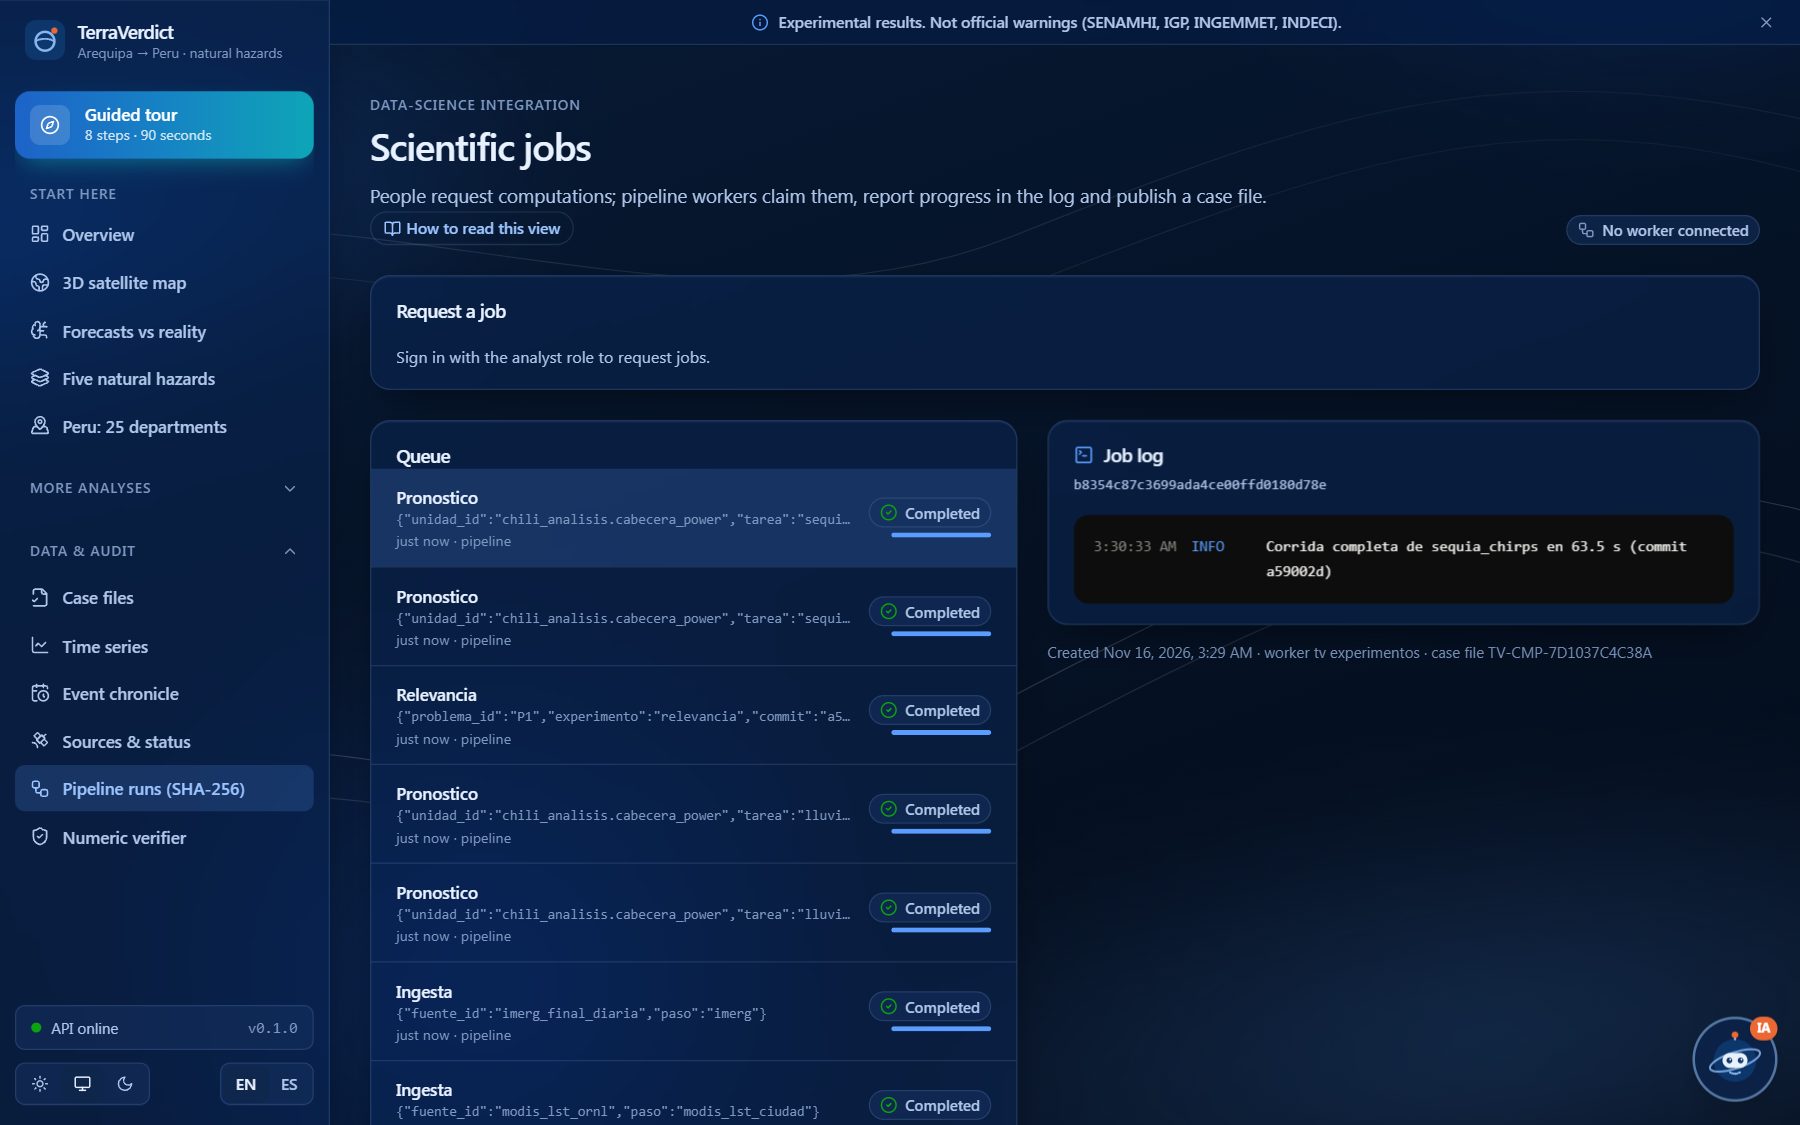 TerraVerdict
Arequipa → Peru · natural hazards
Guided tour
8 steps · 90 seconds
START HERE
Overview
3D satellite map
Forecasts vs reality
Five natural hazards
Peru: 25 departments
MORE ANALYSES
DATA & AUDIT
Case files
Time series
Event chronicle
Sources & status
Pipeline runs (SHA-256)
Numeric verifier
API online v0.1.0
EN ES
Experimental results. Not official warnings (SENAMHI, IGP, INGEMMET, INDECI).
DATA-SCIENCE INTEGRATION
Scientific jobs
People request computations; pipeline workers claim them, report progress in the log and publish a case file.
How to read this view
No worker connected
Request a job
Sign in with the analyst role to request jobs.
Queue
Pronostico
{"unidad_id":"chili_analisis.cabecera_power","tarea":"sequi…
just now · pipeline
Completed
Pronostico
{"unidad_id":"chili_analisis.cabecera_power","tarea":"sequi…
just now · pipeline
Completed
Relevancia
{"problema_id":"P1","experimento":"relevancia","commit":"a5…
just now · pipeline
Completed
Pronostico
{"unidad_id":"chili_analisis.cabecera_power","tarea":"lluvi…
just now · pipeline
Completed
Pronostico
{"unidad_id":"chili_analisis.cabecera_power","tarea":"lluvi…
just now · pipeline
Completed
Ingesta
{"fuente_id":"imerg_final_diaria","paso":"imerg"}
just now · pipeline
Completed
Ingesta
{"fuente_id":"modis_lst_ornl","paso":"modis_lst_ciudad"}
Completed
Job log
b8354c87c3699ada4ce00ffd0180d78e
3:30:33 AM INFO Corrida completa de sequia_chirps en 63.5 s (commit
a59002d)
Created Nov 16, 2026, 3:29 AM · worker tv experimentos · case file TV-CMP-7D1037C4C38A
IA